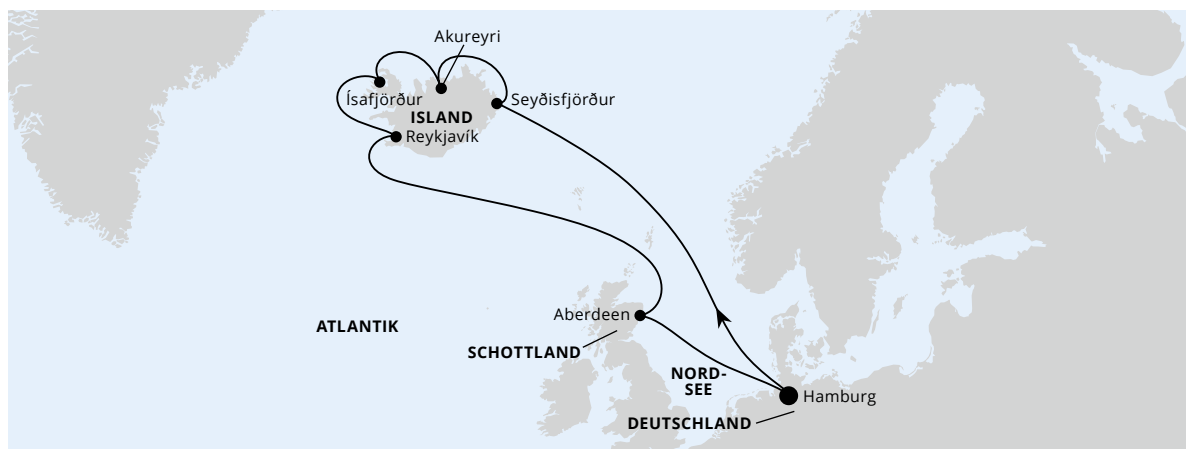 Akureyri
Ísafjörður
Seyðisfjörður
ISLAND
Reykjavík
Aberdeen
ATLANTIK
SCHOTTLAND
NORD-
SEE
Hamburg
DEUTSCHLAND